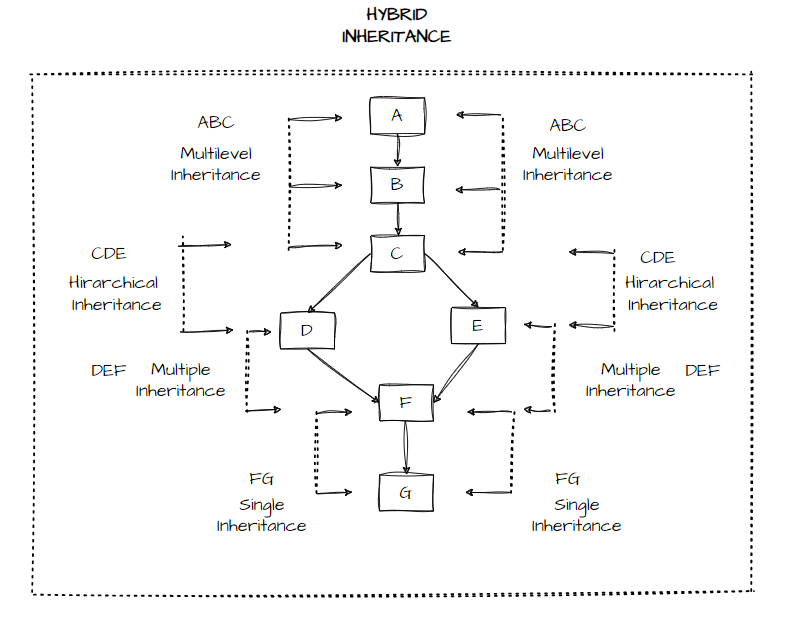 HYBRID
INHERITANCE
A
ABC
Multilevel
Inheritance
ABC
Multilevel
Inheritance
B
C
CDE
Hirarchical
Inheritance
CDE
Hirarchical
Inheritance
D
E
DEF Multiple
Inheritance
Multiple DEF
Inheritance
F
FG
Single
Inheritance
G
FG
Single
Inheritance